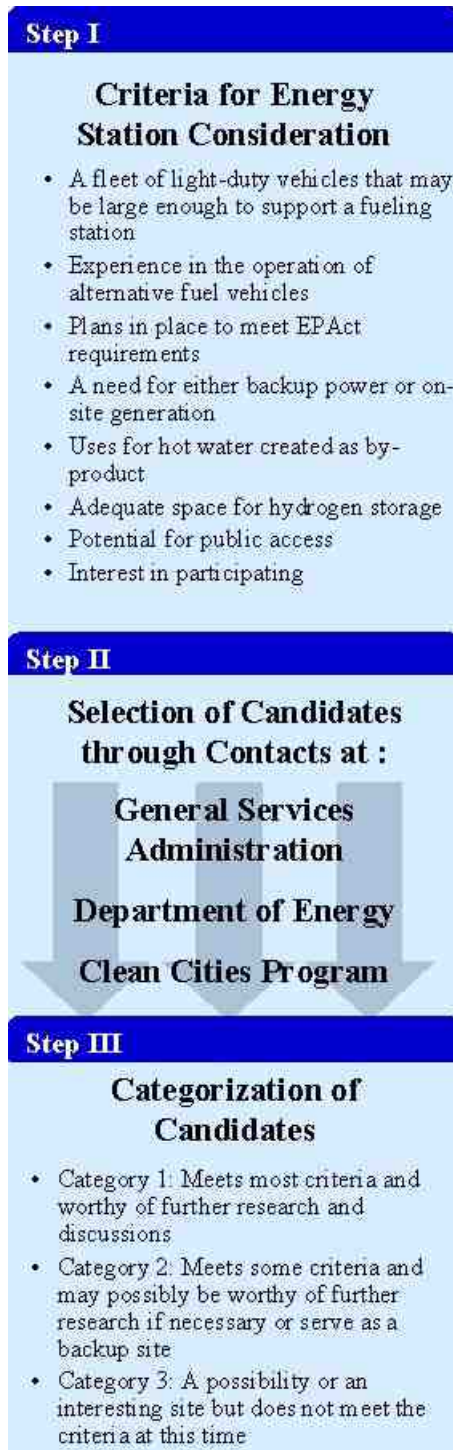 Step I
Criteria for Energy
Station Consideration
• A fleet of light-duty vehicles that may
be large enough to support a fueling
station
• Experience in the operation of
alternative fuel vehicles
• Plans in place to meet EPAct
requirements
• A need for either backup power or on-
site generation
• Uses for hot water created as by-
product
• Adequate space for hydrogen storage
• Potential for public access
• Interest in participating
Step II
Selection of Candidates
through Contacts at :
General Services
Administration
Department of Energy
Clean Cities Program
Step III
Categorization of
Candidates
• Category 1: Meets most criteria and
worthy of further research and
discussions
• Category 2: Meets some criteria and
may possibly be worthy of further
research if necessary or serve as a
backup site
• Category 3: A possibility or an
interesting site but does not meet the
criteria at this time